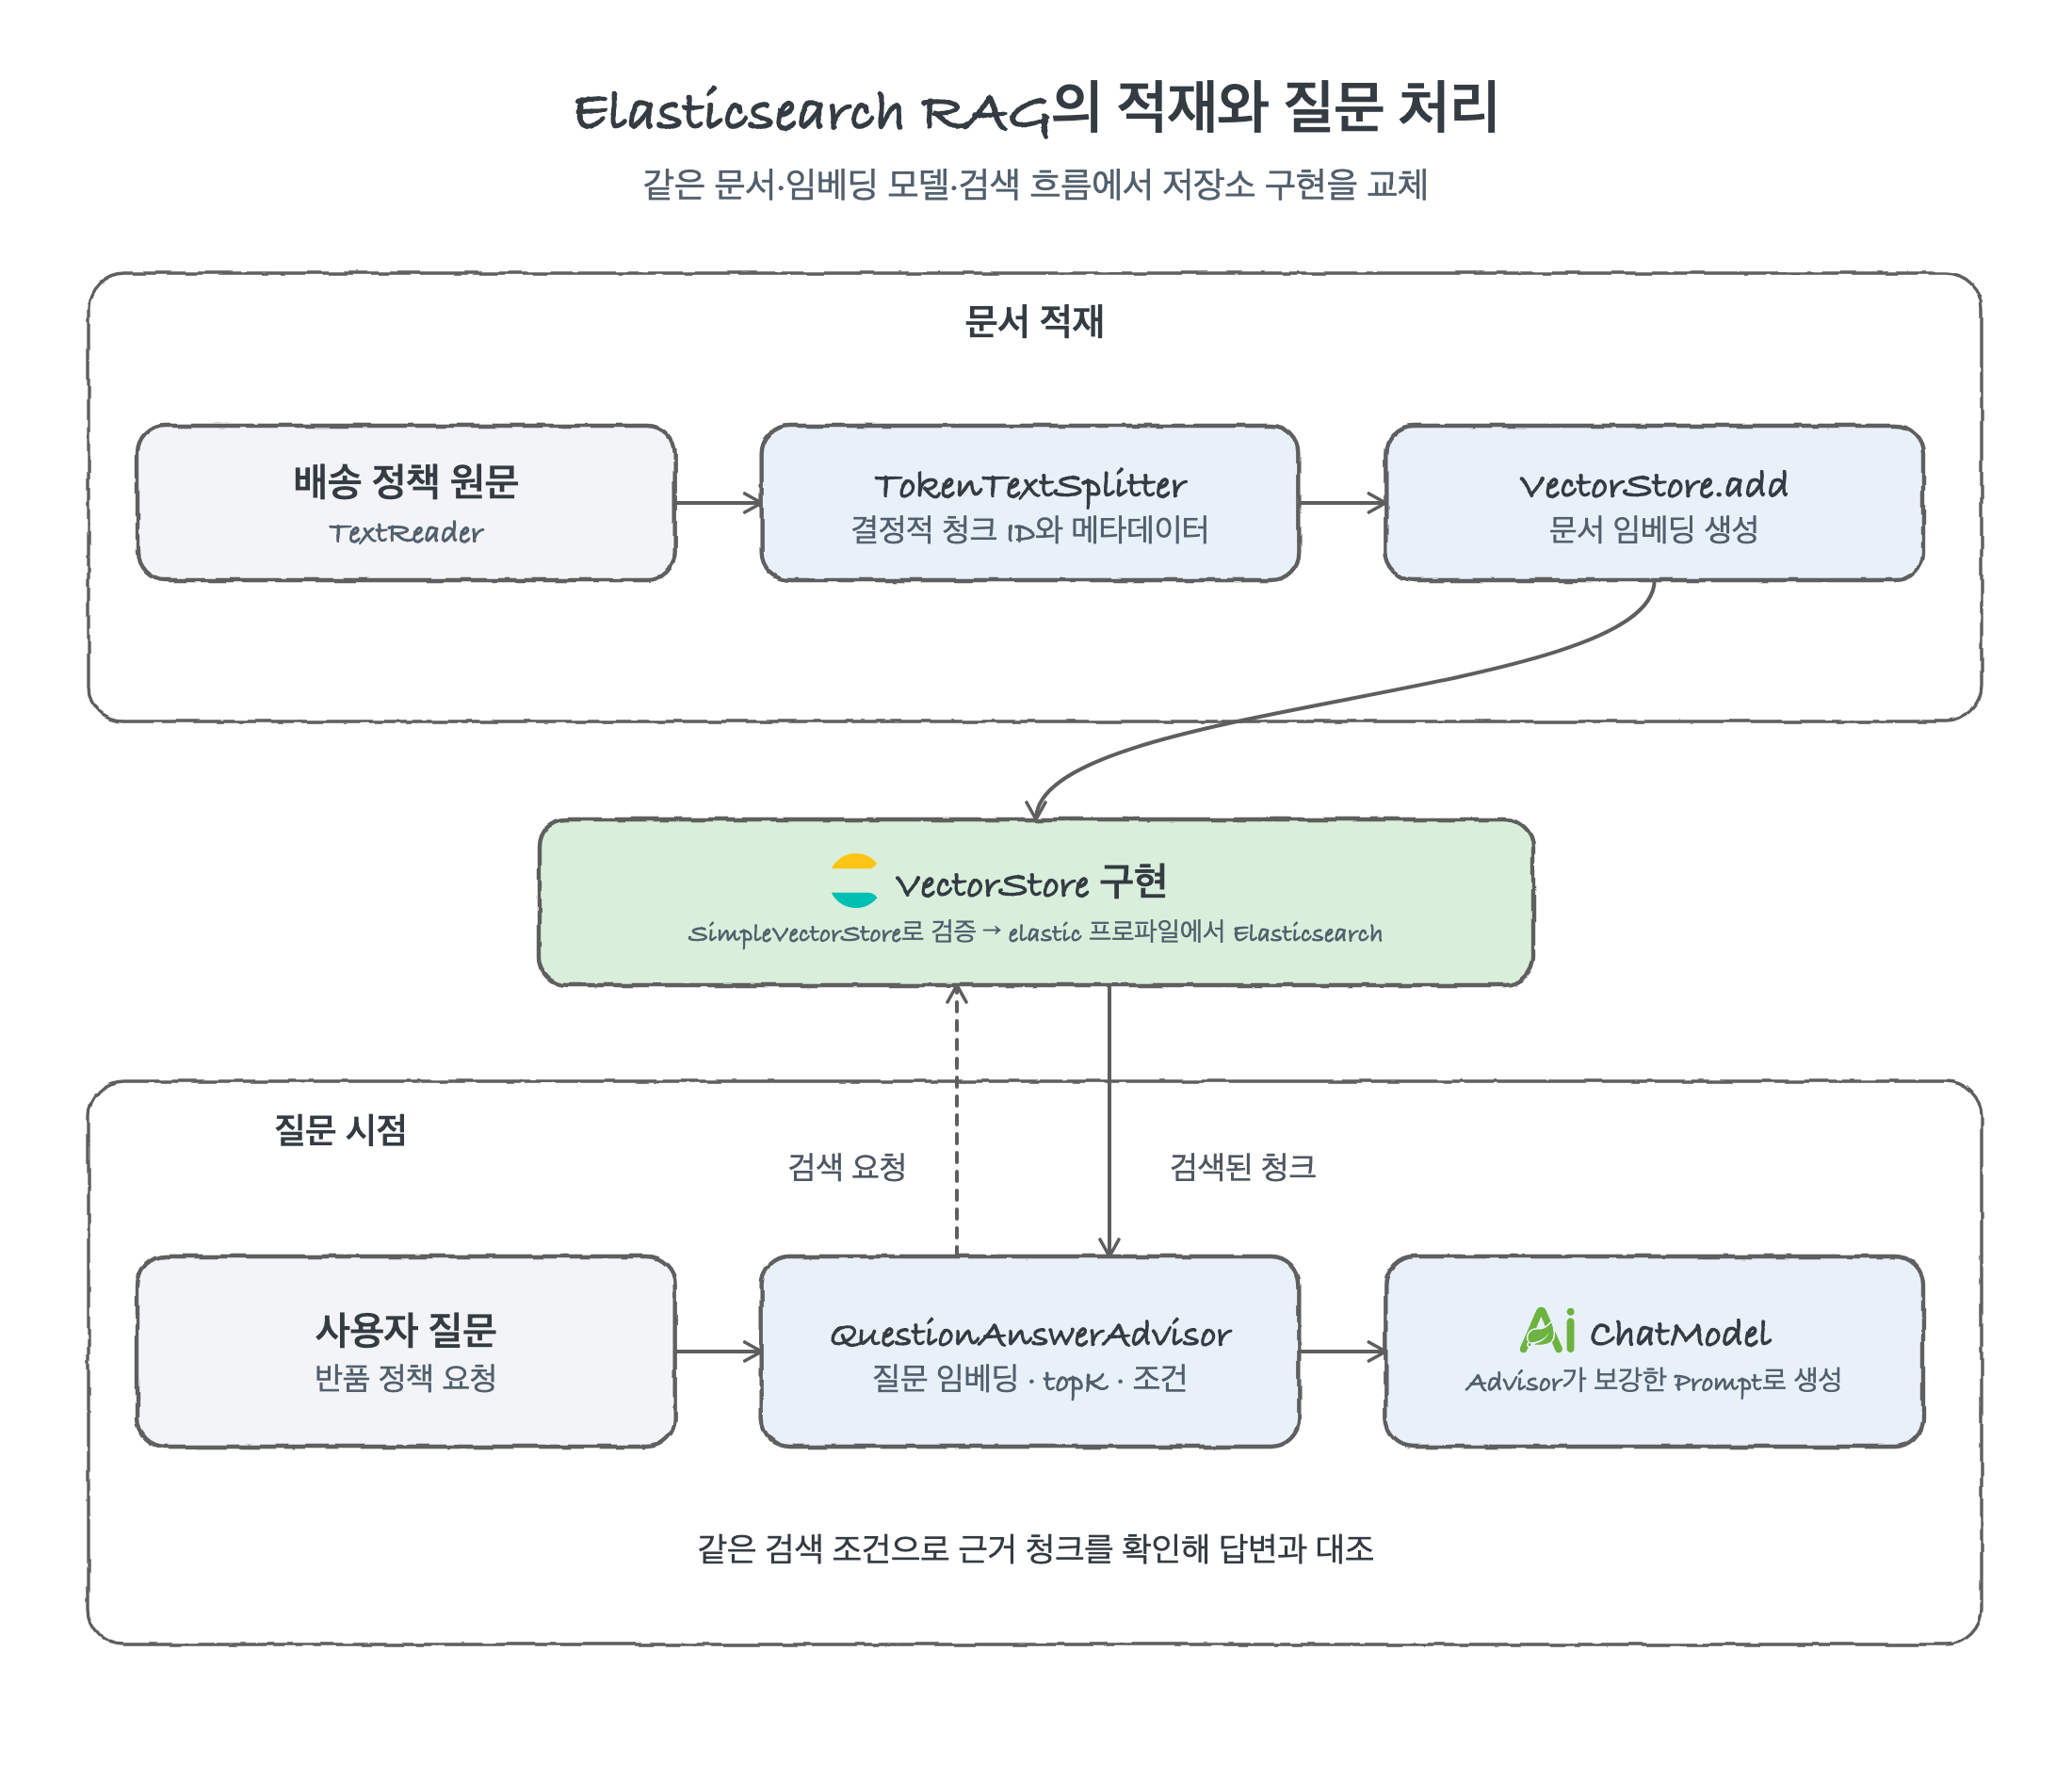 Elasticsearch RAG의 적재와 질문 처리
같은 문서·임베딩 모델·검색 흐름에서 저장소 구현을 교체
문서 적재
배송 정책 원문
TextReader
TokenTextSplitter
결정적 청크 ID와 메타데이터
VectorStore.add
문서 임베딩 생성
VectorStore 구현
SimpleVectorStore로 검증 → elastic 프로파일에서 Elasticsearch
질문 시점
검색 요청
검색된 청크
사용자 질문
반품 정책 요청
QuestionAnswerAdvisor
질문 임베딩 · topK · 조건
Ai ChatModel
Advisor가 보강한 Prompt로 생성
같은 검색 조건으로 근거 청크를 확인해 답변과 대조